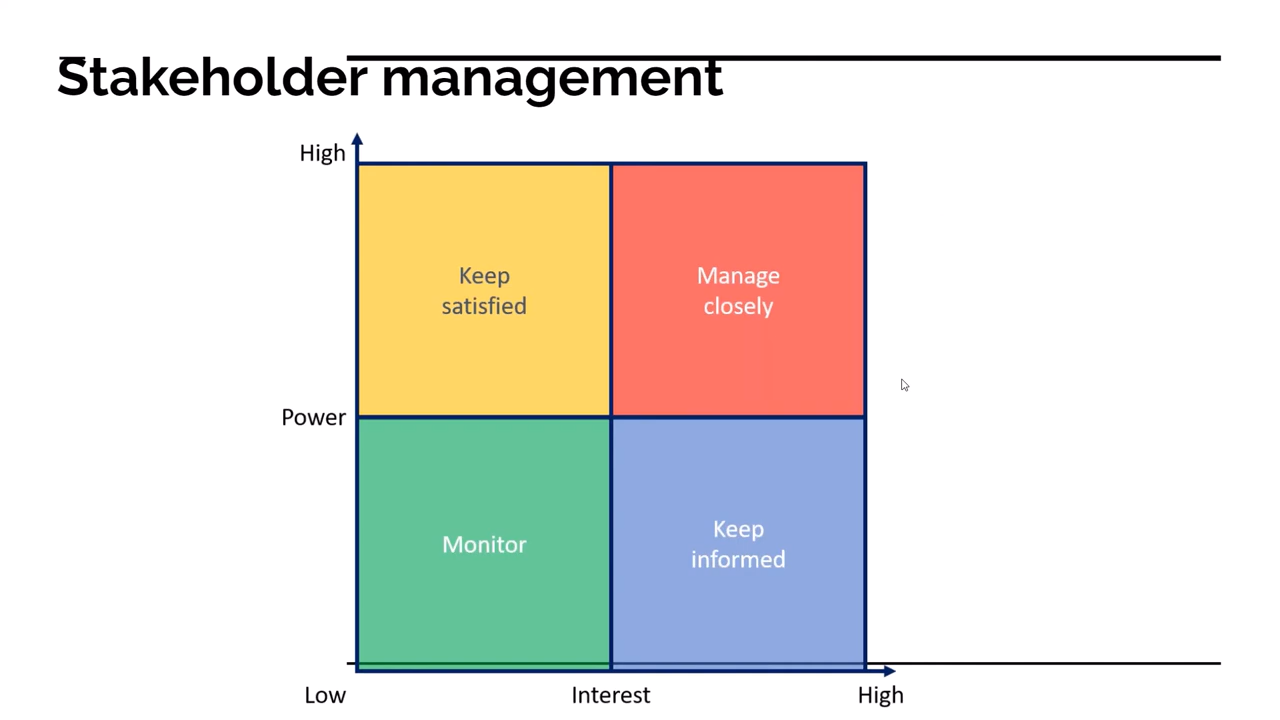 Stakeholder management
High
Keep
satisfied
Manage
closely
Power
Monitor
Keep
informed
Low
Interest
High